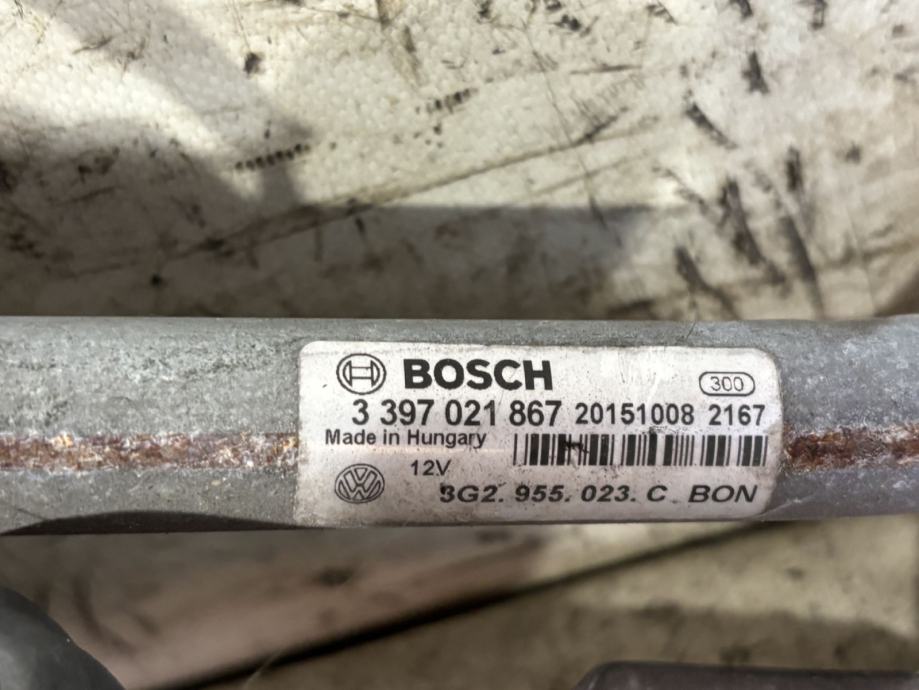 BOSCH 300
3 397 021 867 20151008 2167
Made in Hungary
12V
3G2. 955. 023. C. BON